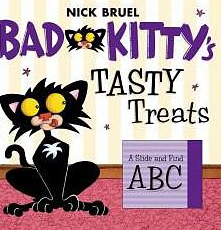 NICK BRUEL
BAD KITTY's
TASTY
Treats
A Slide and Find
ABC